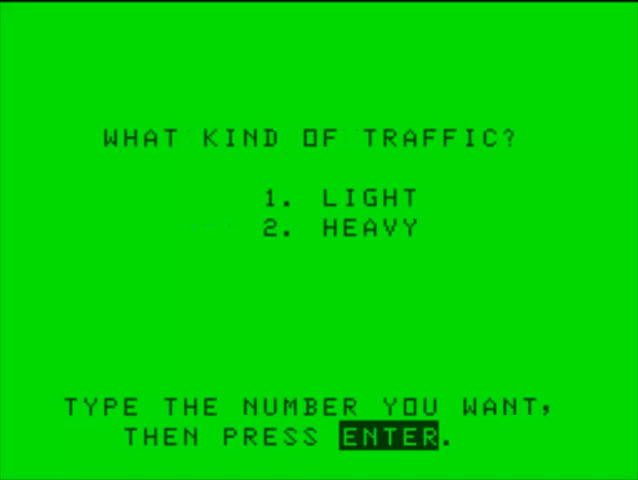 WHAT KIND OF TRAFFIC?
1. LIGHT
2. HEAVY
TYPE THE NUMBER YOU WANT,
THEN PRESS ENTER.